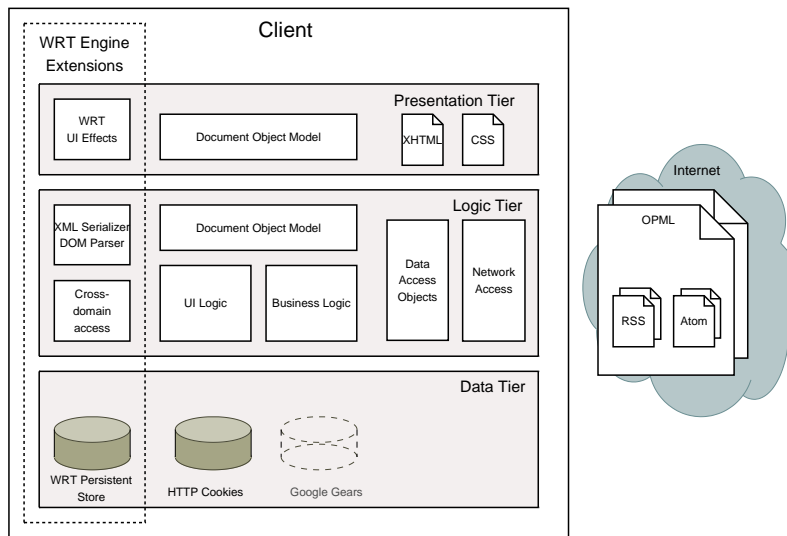 Client
WRT Engine
Extensions
Presentation Tier
WRT
UI Effects
Document Object Model
XHTML
CSS
Logic Tier
XML Serializer
DOM Parser
Document Object Model
Cross-
domain
access
UI Logic
Business Logic
Data
Access
Objects
Network
Access
Data Tier
WRT Persistent
Store
HTTP Cookies
Google Gears
Internet
OPML
RSS
Atom